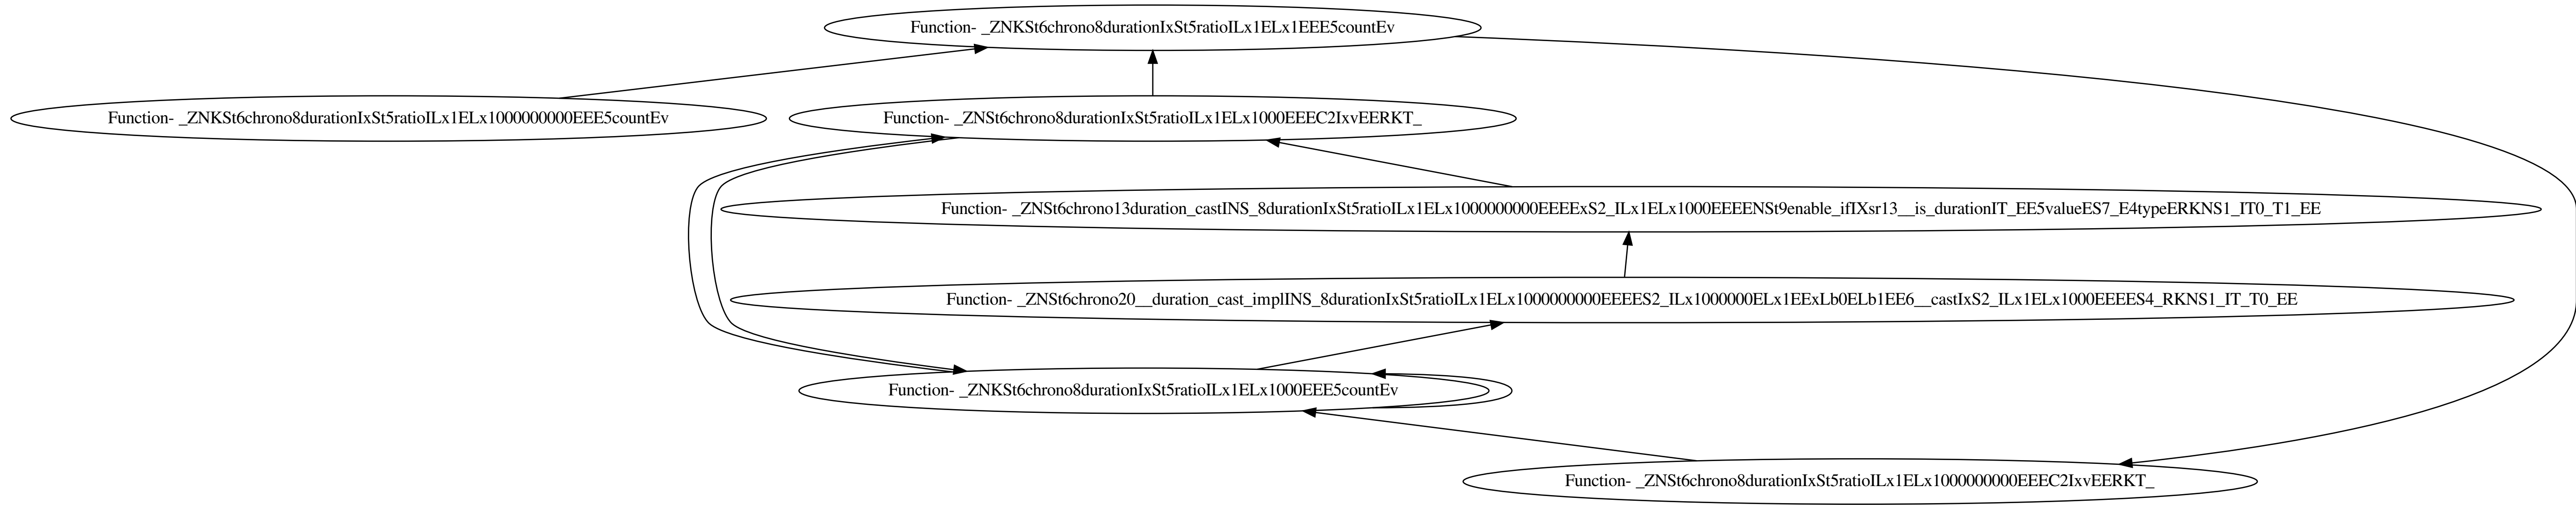 Function- _ZNKSt6chrono8durationIxSt5ratioILx1ELx1EEE5countEv
Function- _ZNKSt6chrono8durationIxSt5ratioILx1ELx1000000000EEE5countEv
Function- _ZNSt6chrono8durationIxSt5ratioILx1ELx1000EEEC2IxvEERKT_
Function- _ZNSt6chrono13duration_castINS_8durationIxSt5ratioILx1ELx1000000000EEEExS2_ILx1ELx1000EEEENSt9enable_ifIXsr13__is_durationIT_EE5valueES7_E4typeERKNS1_IT0_T1_EE
Function- _ZNSt6chrono20__duration_cast_implINS_8durationIxSt5ratioILx1ELx1000000000EEEES2_ILx1000000ELx1EExLb0ELb1EE6__castIxS2_ILx1ELx1000EEEES4_RKNS1_IT_T0_EE
Function- _ZNKSt6chrono8durationIxSt5ratioILx1ELx1000EEE5countEv
Function- _ZNSt6chrono8durationIxSt5ratioILx1ELx1000000000EEEC2IxvEERKT_